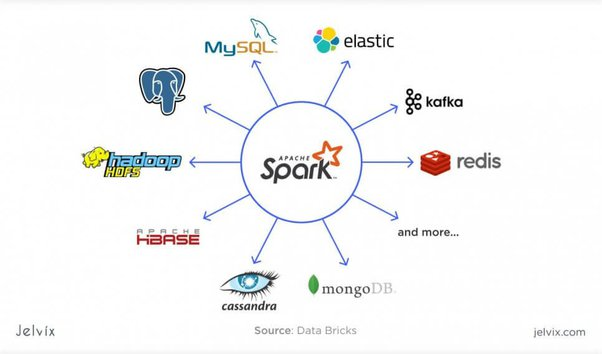 MySQL
elastic
kafka
hadoop
HDFS
APACHE
Spark
redis
APACHE
HBASE
and more...
cassandra
mongoDB
Jelvix
Source: Data Bricks
jelvix.com